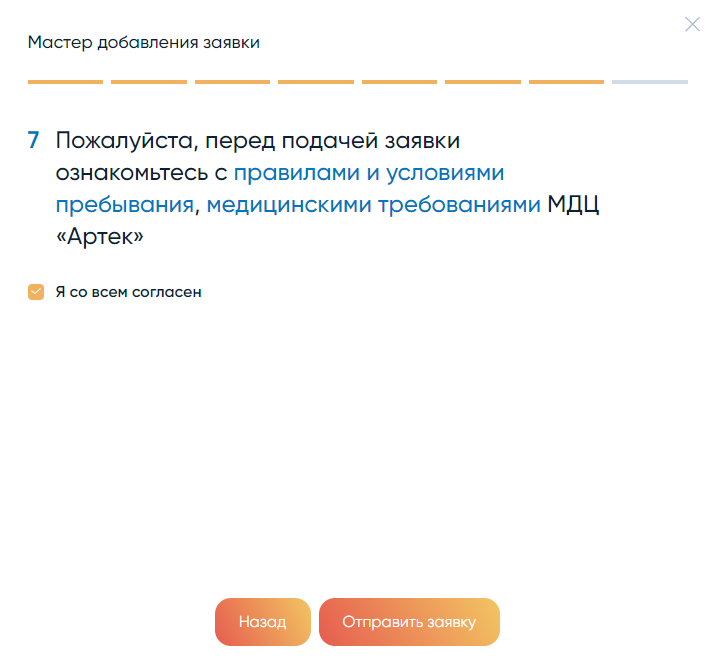 Мастер добавления заявки
7 Пожалуйста, перед подачей заявки
ознакомьтесь с правилами и условиями
пребывания, медицинскими требованиями МДЦ
«Артек»
Я со всем согласен
Назад
Отправить заявку